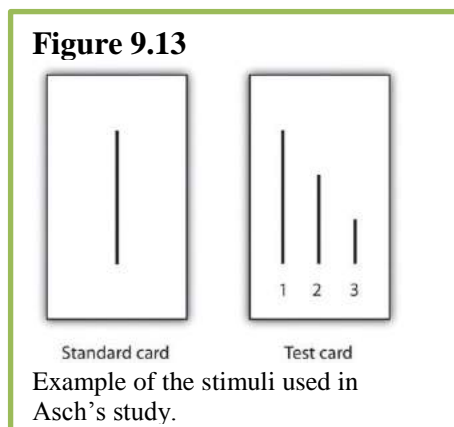 Figure 9.13
1 2 3
Standard card Test card
Example of the stimuli used in
Asch's study.